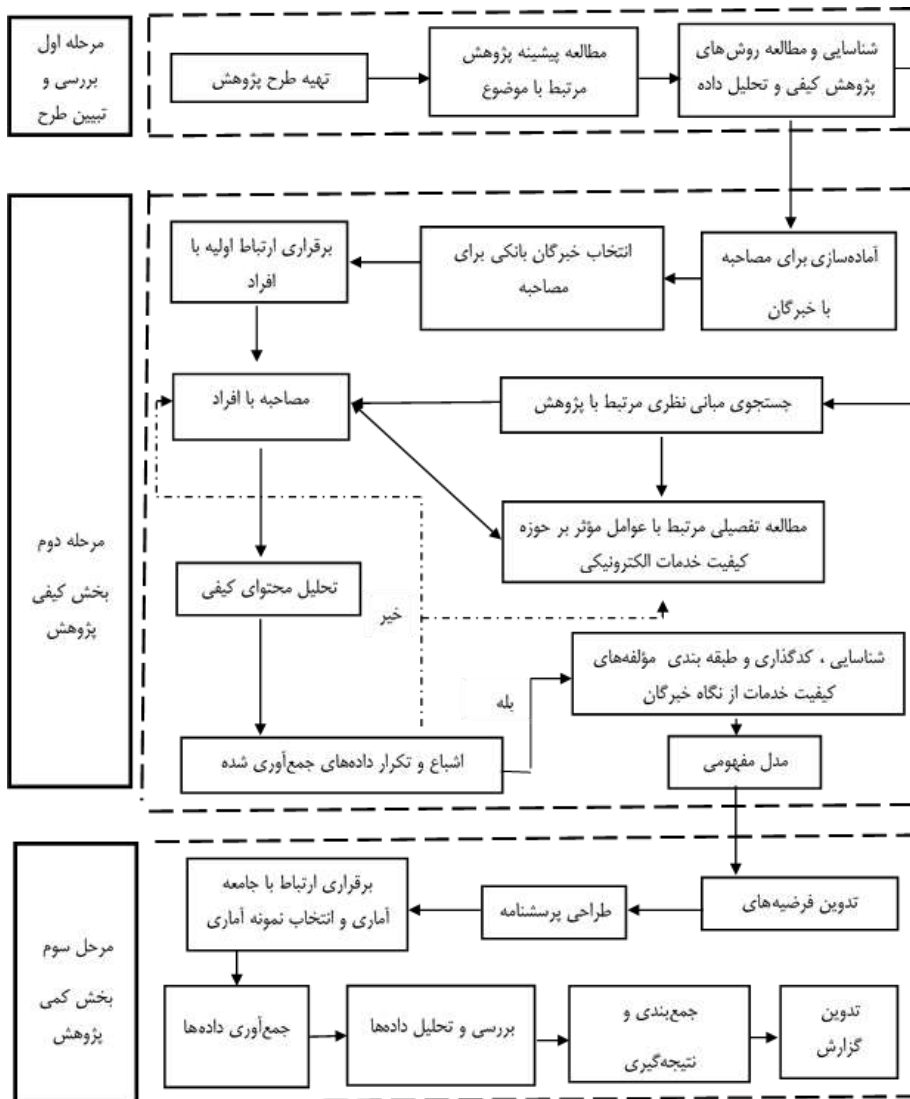 مرحله اول
بررسی و
تبیین طرح
تهیه طرح پژوهش
مطالعه پیشینه پژوهش
مرتبط با موضوع
شناسایی و مطالعه روش‌های
پژوهش کیفی و تحلیل داده
مرحله دوم
بخش کیفی
پژوهش
آماده‌سازی برای مصاحبه
با خبرگان
انتخاب خبرگان بانکی برای
مصاحبه
برقراری ارتباط اولیه با
افراد
مصاحبه با افراد
جستجوی مبانی نظری مرتبط با پژوهش
مطالعه تفصیلی مرتبط با عوامل مؤثر بر حوزه
کیفیت خدمات الکترونیکی
تحلیل محتوای کیفی
خیر
اشباع و تکرار داده‌های جمع‌آوری شده
بله
شناسایی ، کدگذاری و طبقه بندی مؤلفه‌های
کیفیت خدمات از نگاه خبرگان
مدل مفهومی
مرحل سوم
بخش کمی
پژوهش
تدوین فرضیه‌های
طراحی پرسشنامه
برقراری ارتباط با جامعه
آماری و انتخاب نمونه آماری
جمع‌آوری داده‌ها
بررسی و تحلیل داده‌ها
جمع‌بندی و
نتیجه‌گیری
تدوین
گزارش